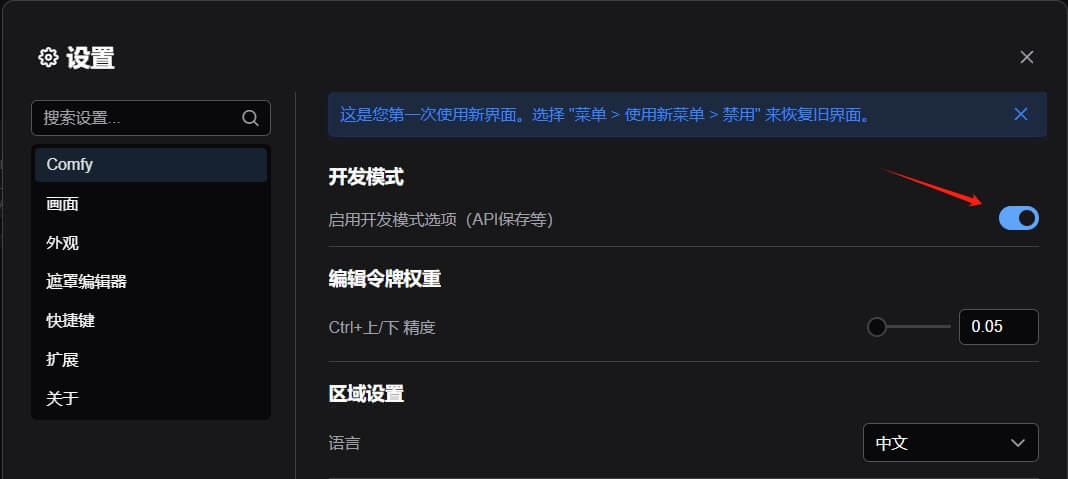 设置
搜索设置...
Comfy
画面
外观
遮罩编辑器
快捷键
扩展
关于
这是您第一次使用新界面。选择 "菜单 > 使用新菜单 > 禁用" 来恢复旧界面。
开发模式
启用开发模式选项（API保存等）
编辑令牌权重
Ctrl+上/下 精度
0.05
区域设置
语言
中文